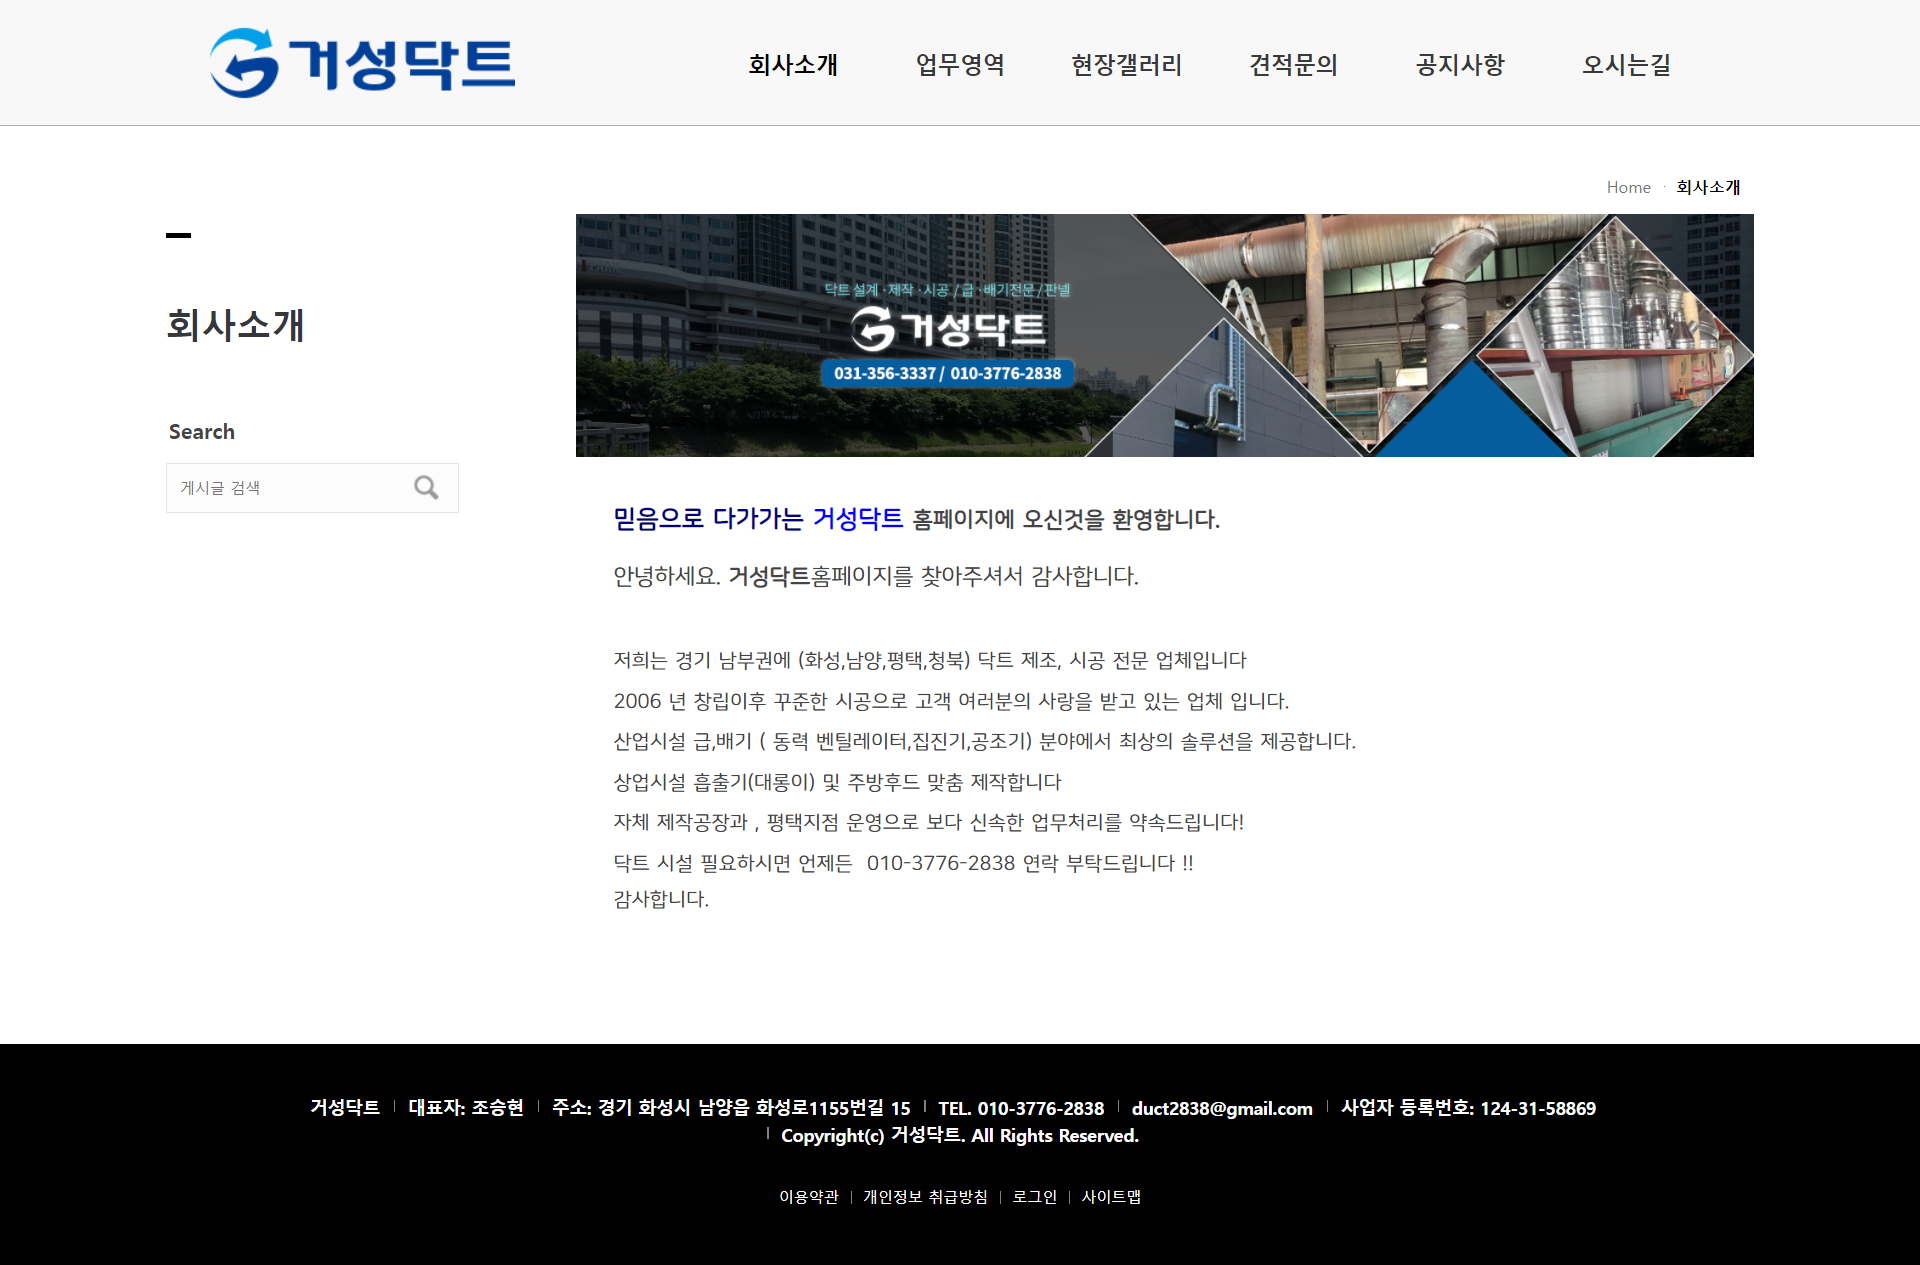 거성닥트
회사소개 업무영역 현장갤러리 견적문의 공지사항 오시는길
Home · 회사소개
회사소개
Search
게시글 검색
닥트 설계 · 제작 · 시공 / 급 · 배기전문 / 판넬
거성닥트
031-356-3337 / 010-3776-2838
믿음으로 다가가는 거성닥트 홈페이지에 오신것을 환영합니다.
안녕하세요. 거성닥트홈페이지를 찾아주셔서 감사합니다.
저희는 경기 남부권에 (화성,남양,평택,청북) 닥트 제조, 시공 전문 업체입니다
2006 년 창립이후 꾸준한 시공으로 고객 여러분의 사랑을 받고 있는 업체 입니다.
산업시설 급,배기 ( 동력 벤틸레이터,집진기,공조기) 분야에서 최상의 솔루션을 제공합니다.
상업시설 흡출기(대롱이) 및 주방후드 맞춤 제작합니다
자체 제작공장과 , 평택지점 운영으로 보다 신속한 업무처리를 약속드립니다!
닥트 시설 필요하시면 언제든 010-3776-2838 연락 부탁드립니다 !!
감사합니다.
거성닥트 | 대표자: 조승현 | 주소: 경기 화성시 남양읍 화성로1155번길 15 | TEL. 010-3776-2838 | duct2838@gmail.com | 사업자 등록번호: 124-31-58869
| Copyright(c) 거성닥트. All Rights Reserved.
이용약관 | 개인정보 취급방침 | 로그인 | 사이트맵